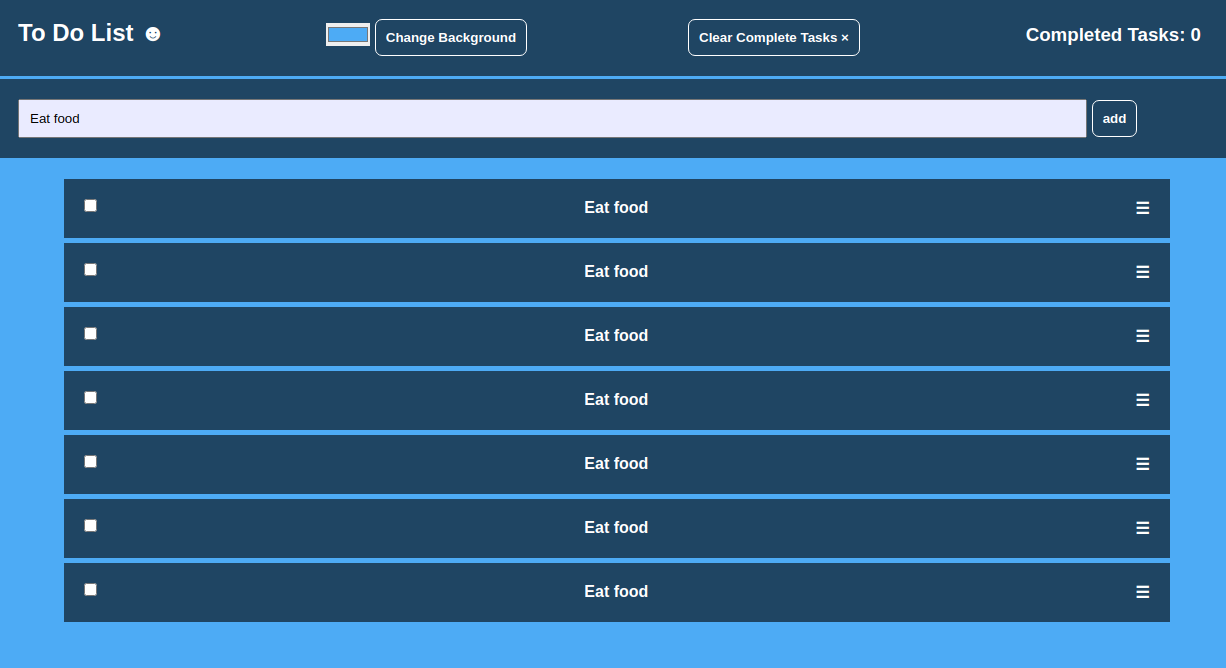 To Do List ☻
Change Background
Clear Complete Tasks ×
Completed Tasks: 0
Eat food
add
Eat food ☰
Eat food ☰
Eat food ☰
Eat food ☰
Eat food ☰
Eat food ☰
Eat food ☰